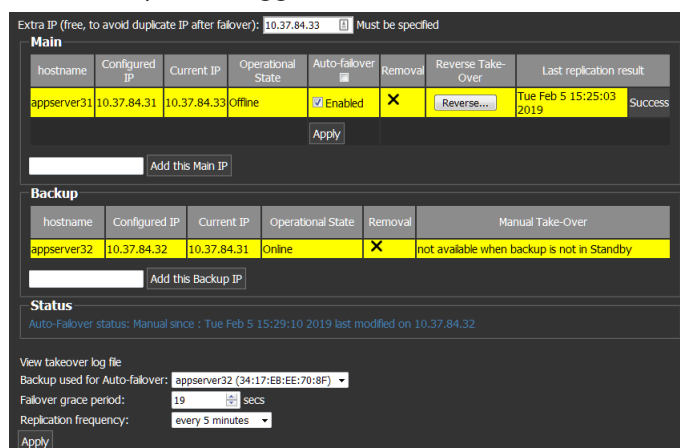 Extra IP (free, to avoid duplicate IP after failover): 10.37.84.33 Must be specified
Main
hostname Configured IP Current IP Operational State Auto-failover Removal Reverse Take-Over Last replication result
appserver31 10.37.84.31 10.37.84.33 Offline Enabled X Reverse... Tue Feb 5 15:25:03 2019 Success
Apply
Add this Main IP
Backup
hostname Configured IP Current IP Operational State Removal Manual Take-Over
appserver32 10.37.84.32 10.37.84.31 Online X not available when backup is not in Standby
Add this Backup IP
Status
Auto-Failover status: Manual since : Tue Feb 5 15:29:10 2019 last modified on 10.37.84.32
View takeover log file
Backup used for Auto-failover: appserver32 (34:17:EB:EE:70:8F)
Failover grace period: 19 secs
Replication frequency: every 5 minutes
Apply